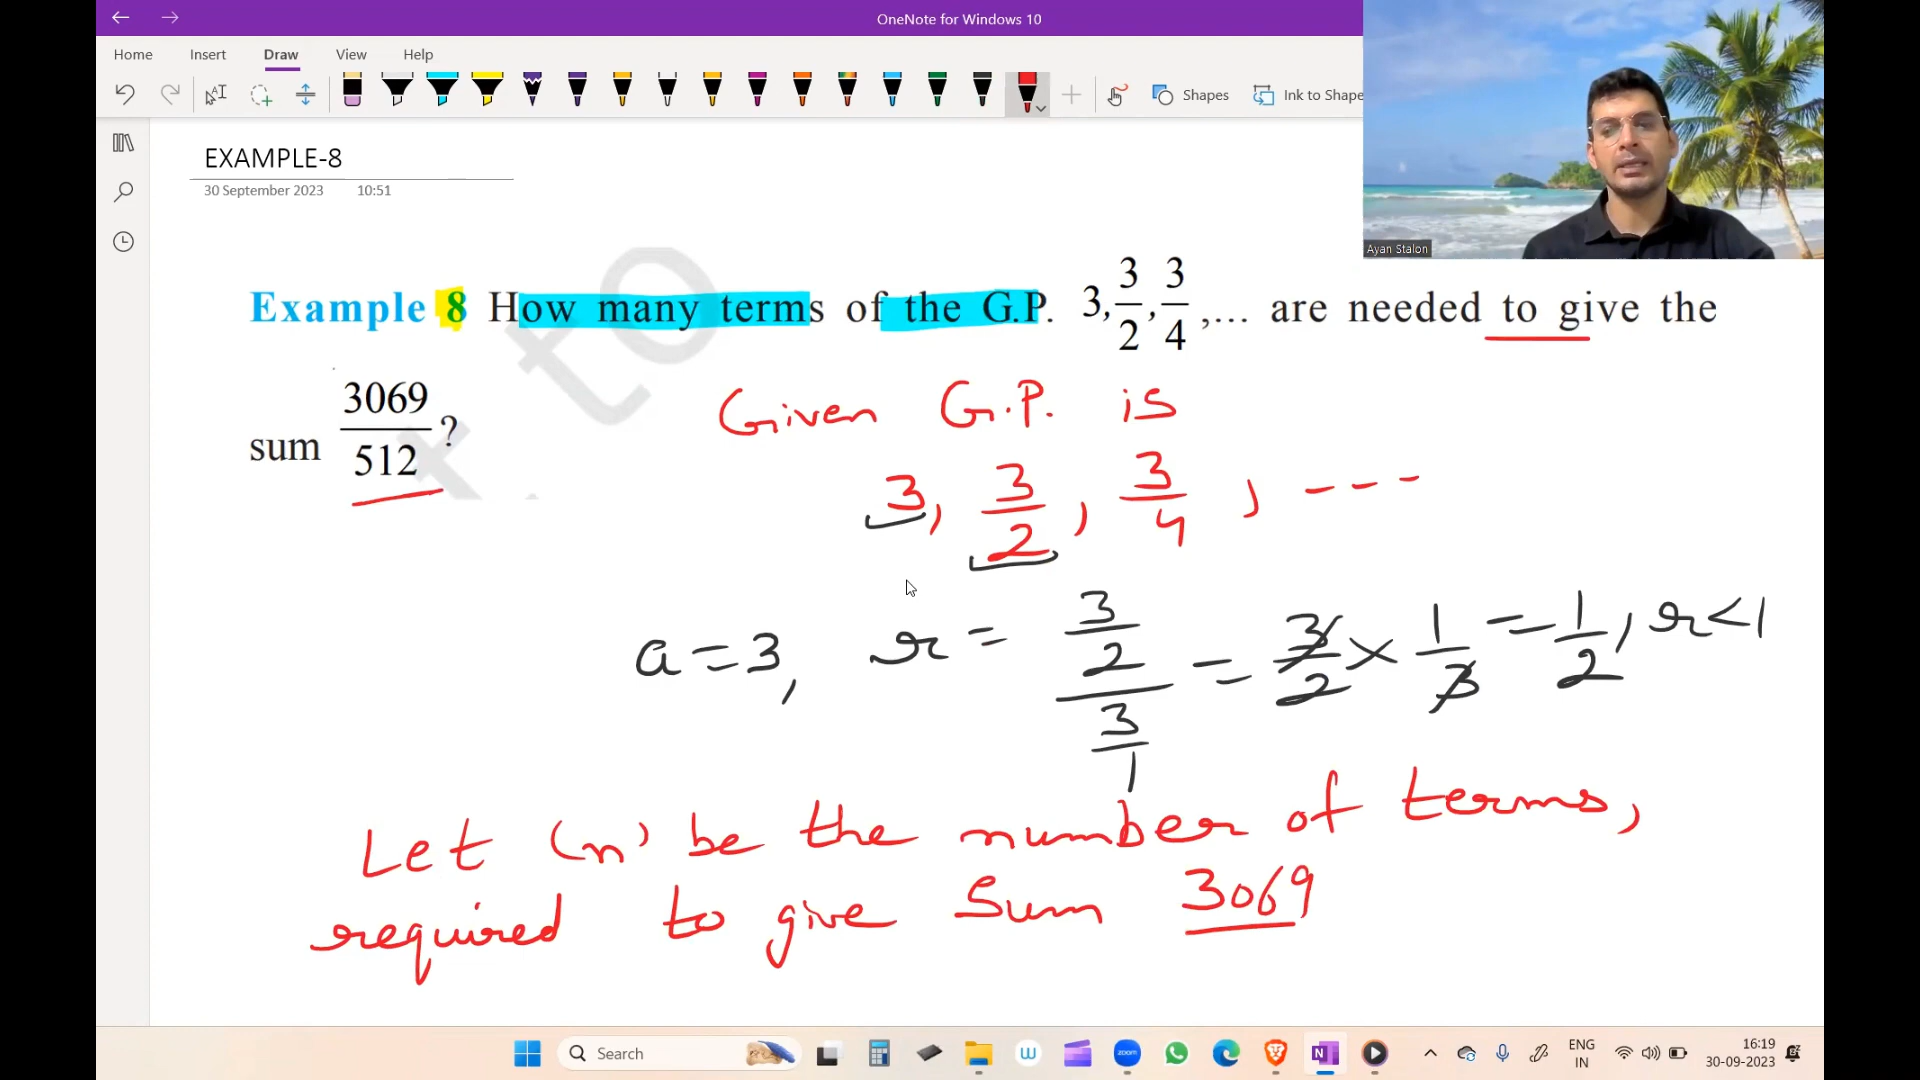 OneNote for Windows 10
Home Insert Draw View Help
Shapes Ink to Shape
Ayan Stalon
EXAMPLE-8
30 September 2023 10:51
Example 8 How many terms of the G.P. 3, 3/2, 3/4 ,... are needed to give the
sum 3069/512 ?
Given G.P. is
3, 3/2, 3/4, ----
a = 3, r = 3/2 / 3/1 = 3/2 × 1/3 = 1/2, r < 1
Let 'n' be the number of terms,
required to give Sum 3069
Search
ENG
IN
16:19
30-09-2023